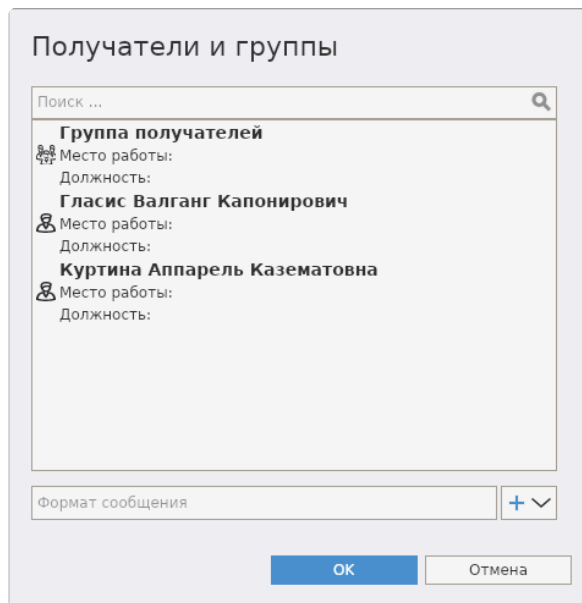 Получатели и группы
Поиск ...
Группа получателей
Место работы:
Должность:
Гласис Валганг Капонирович
Место работы:
Должность:
Куртина Аппарель Казематовна
Место работы:
Должность:
Формат сообщения
ОК
Отмена